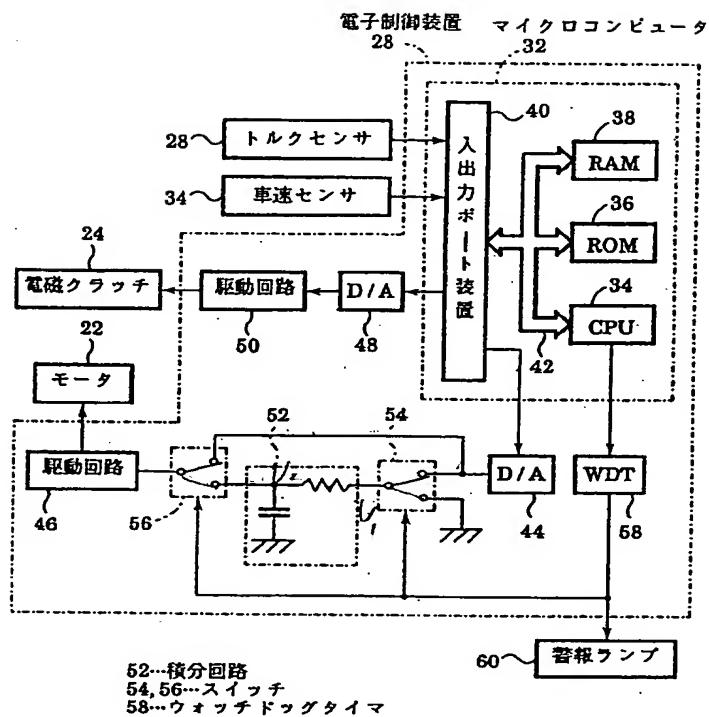 電子制御装置
28
マイクロコンピュータ
32
40
入出力ポート装置
38
RAM
36
ROM
34
CPU
42
28
トルクセンサ
34
車速センサ
24
電磁クラッチ
駆動回路
50
D/A
48
22
モータ
駆動回路
46
56
52
54
D/A
44
WDT
58
60
警報ランプ
52…積分回路
54,56…スイッチ
58…ウォッチドッグタイマ